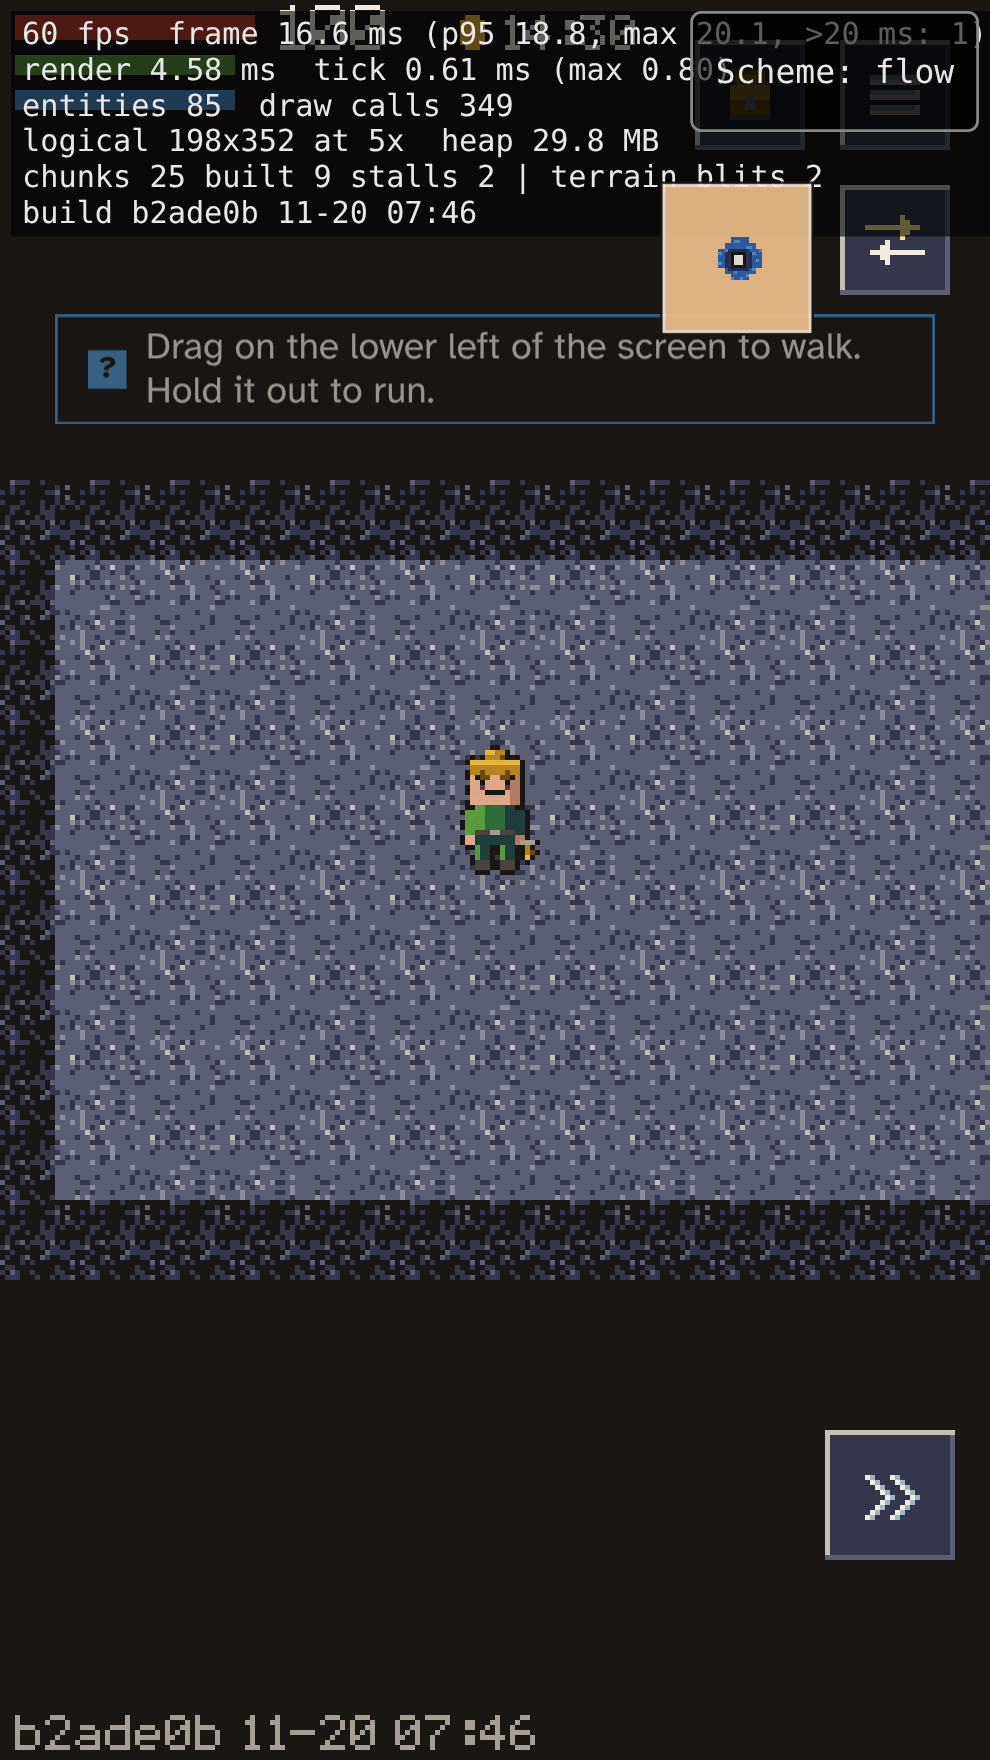 60 fps  frame 16.6 ms (p95 18.8, max 20.1, >20 ms: 1)
render 4.58 ms  tick 0.61 ms (max 0.80)
Scheme: flow
entities 85  draw calls 349
logical 198x352 at 5x  heap 29.8 MB
chunks 25 built 9 stalls 2 | terrain blits 2
build b2ade0b 11-20 07:46
? Drag on the lower left of the screen to walk.
Hold it out to run.
b2ade0b 11-20 07:46